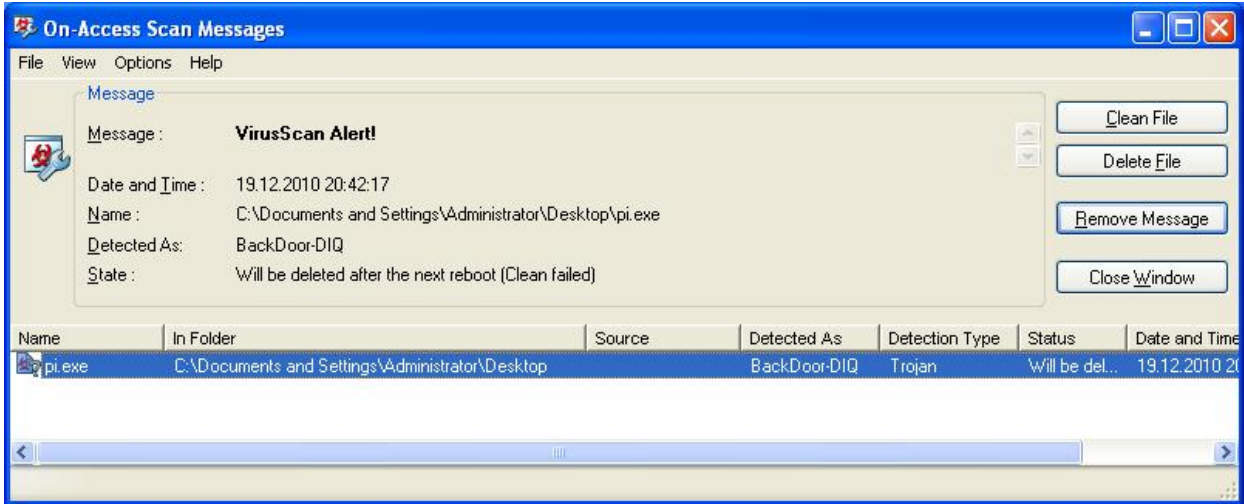 On-Access Scan Messages
File View Options Help
Message
Message : VirusScan Alert!
Date and Time : 19.12.2010 20:42:17
Name : C:\Documents and Settings\Administrator\Desktop\pi.exe
Detected As: BackDoor-DIQ
State : Will be deleted after the next reboot (Clean failed)
Clean File
Delete File
Remove Message
Close Window
Name In Folder Source Detected As Detection Type Status Date and Time
pi.exe C:\Documents and Settings\Administrator\Desktop BackDoor-DIQ Trojan Will be del... 19.12.2010 20